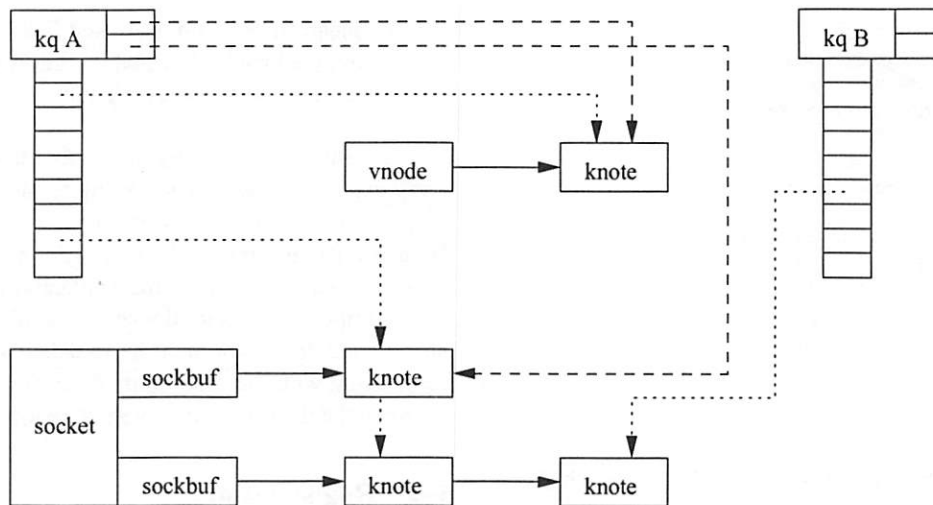 kq A
kq B
vnode
knote
sockbuf
knote
socket
sockbuf
knote
knote